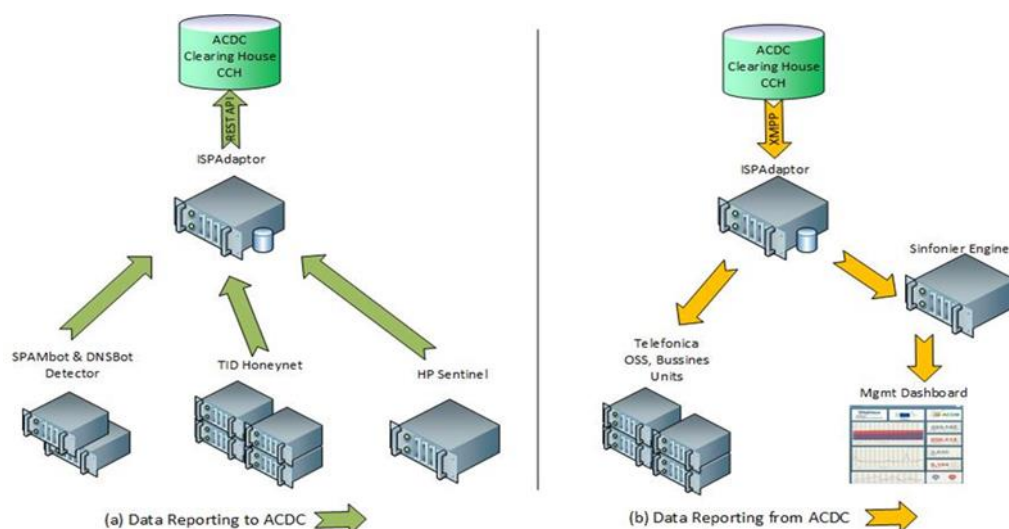 ACDC
Clearing House
CCH
REST API
ISPAdaptor
SPAMbot & DNSBot
Detector
TID Honeynet
HP Sentinel
(a) Data Reporting to ACDC
ACDC
Clearing House
CCH
XMPP
ISPAdaptor
Sinfonier Engine
Telefonica
OSS, Bussines
Units
Mgmt Dashboard
(b) Data Reporting from ACDC